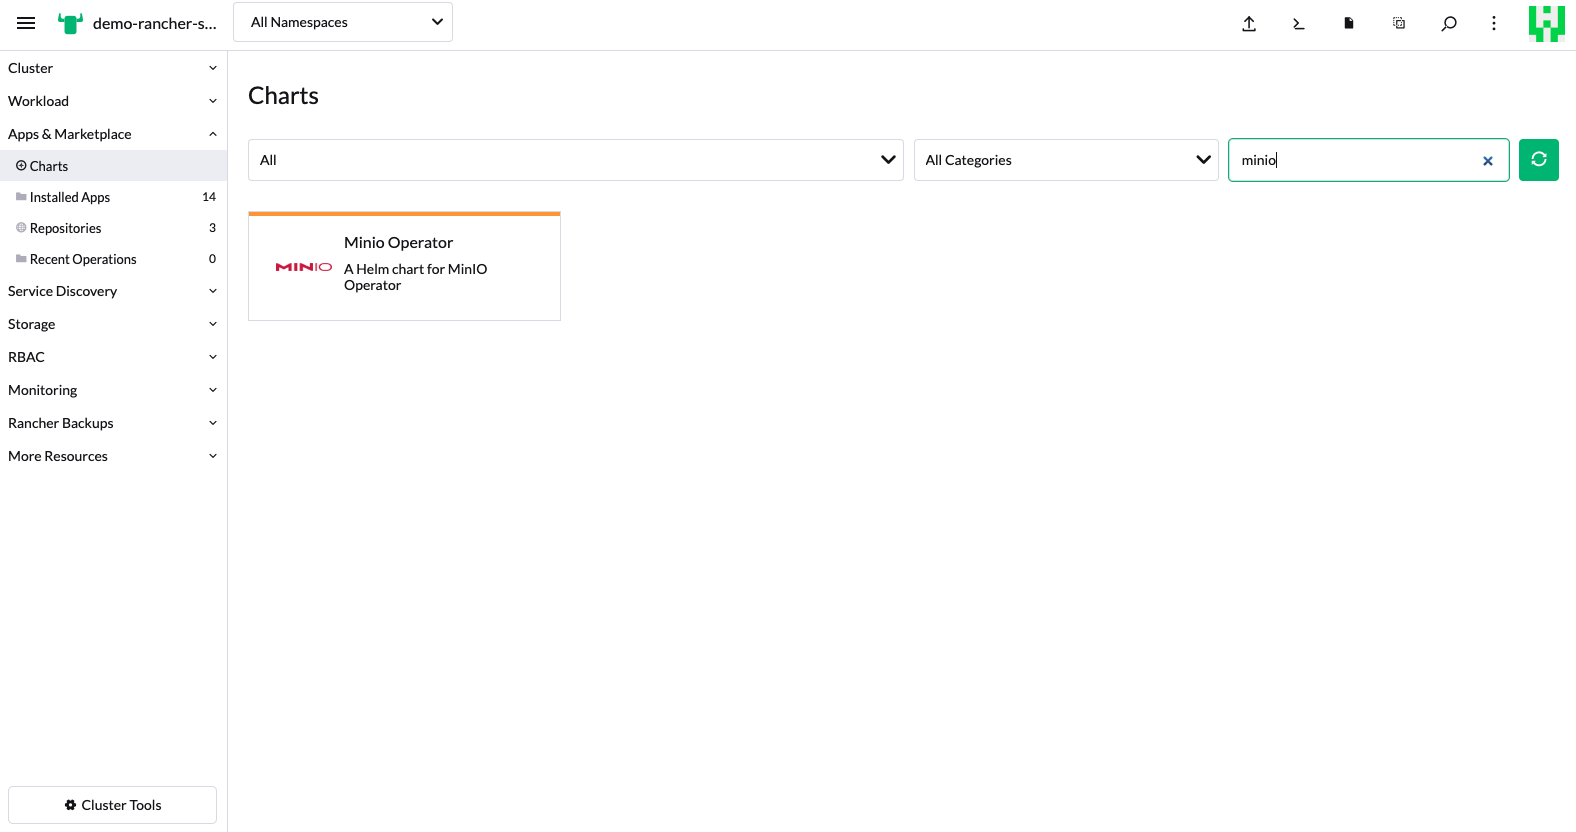 demo-rancher-s...
All Namespaces
Cluster
Workload
Apps & Marketplace
Charts
Installed Apps 14
Repositories 3
Recent Operations 0
Service Discovery
Storage
RBAC
Monitoring
Rancher Backups
More Resources
Cluster Tools
Charts
All
All Categories
minio
MINIO
Minio Operator
A Helm chart for MinIO
Operator